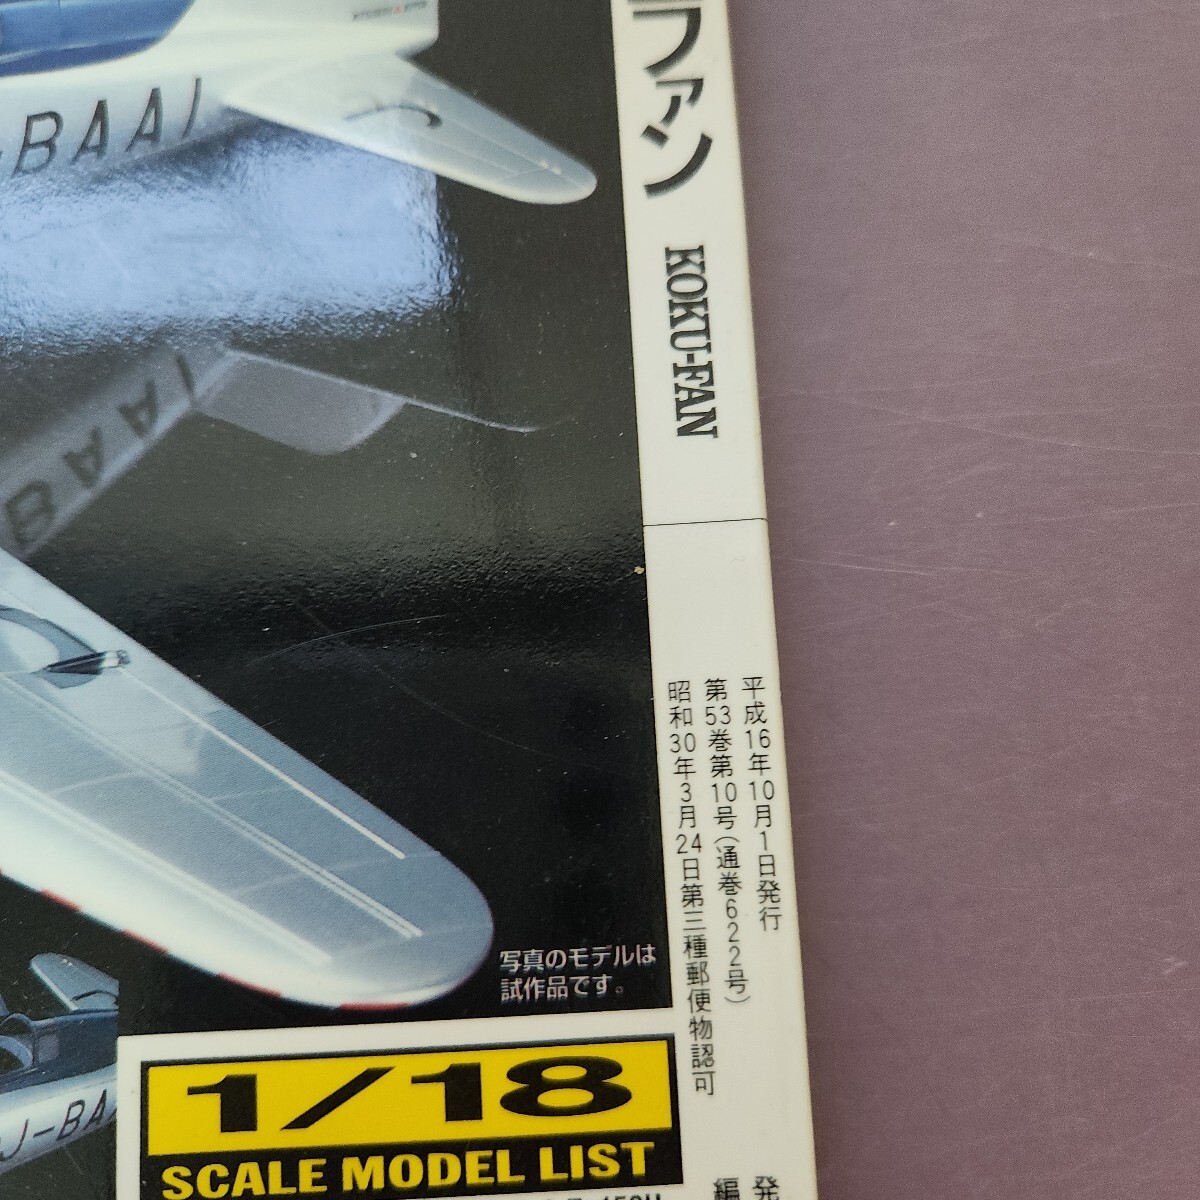 ファン KOKU-FAN
平成16年10月1日発行
第53巻第10号(通巻622号)
昭和30年3月24日第三種郵便物認可
発
編
BAAI
BAAI
J-BAA
写真のモデルは
試作品です。
1/18
SCALE MODEL LIST